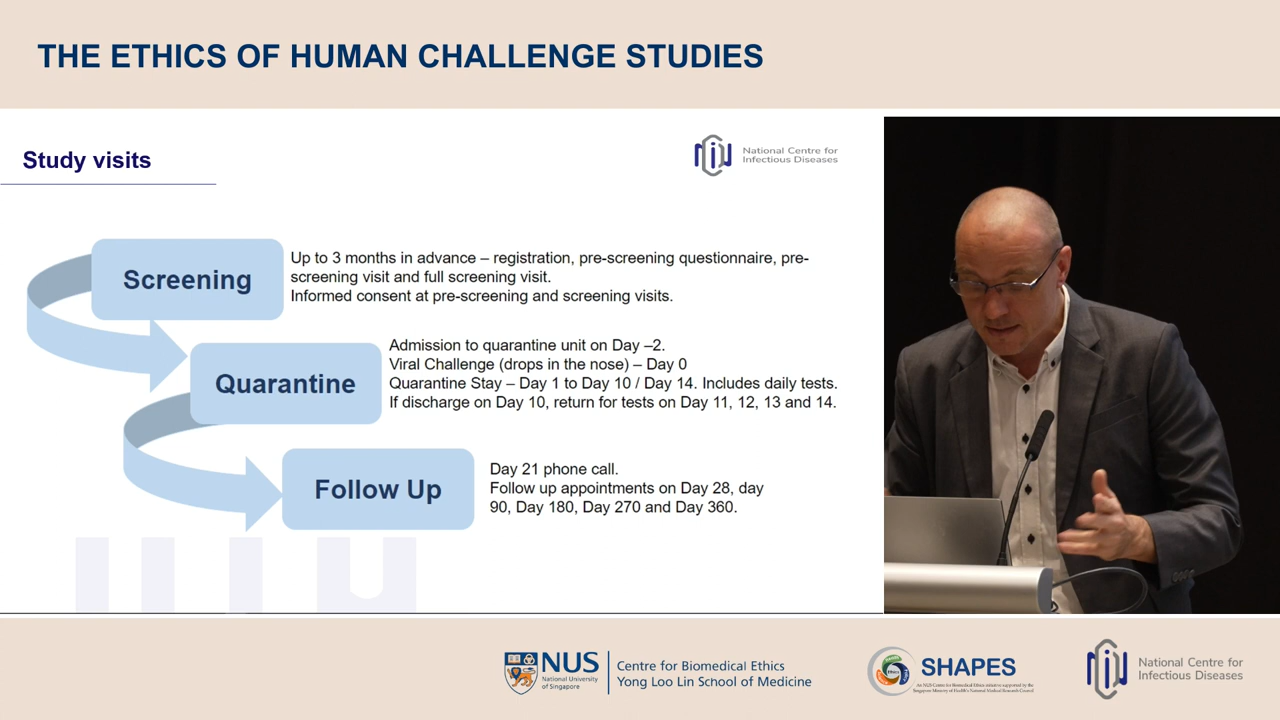 THE ETHICS OF HUMAN CHALLENGE STUDIES
Study visits
National Centre for
Infectious Diseases
Screening
Up to 3 months in advance – registration, pre-screening questionnaire, pre-
screening visit and full screening visit.
Informed consent at pre-screening and screening visits.
Quarantine
Admission to quarantine unit on Day –2.
Viral Challenge (drops in the nose) – Day 0
Quarantine Stay – Day 1 to Day 10 / Day 14. Includes daily tests.
If discharge on Day 10, return for tests on Day 11, 12, 13 and 14.
Follow Up
Day 21 phone call.
Follow up appointments on Day 28, day
90, Day 180, Day 270 and Day 360.
NUS
National University
of Singapore
Centre for Biomedical Ethics
Yong Loo Lin School of Medicine
SHAPES
An NUS Centre for Biomedical Ethics initiative supported by the
Singapore Ministry of Health's National Medical Research Council
National Centre for
Infectious Diseases